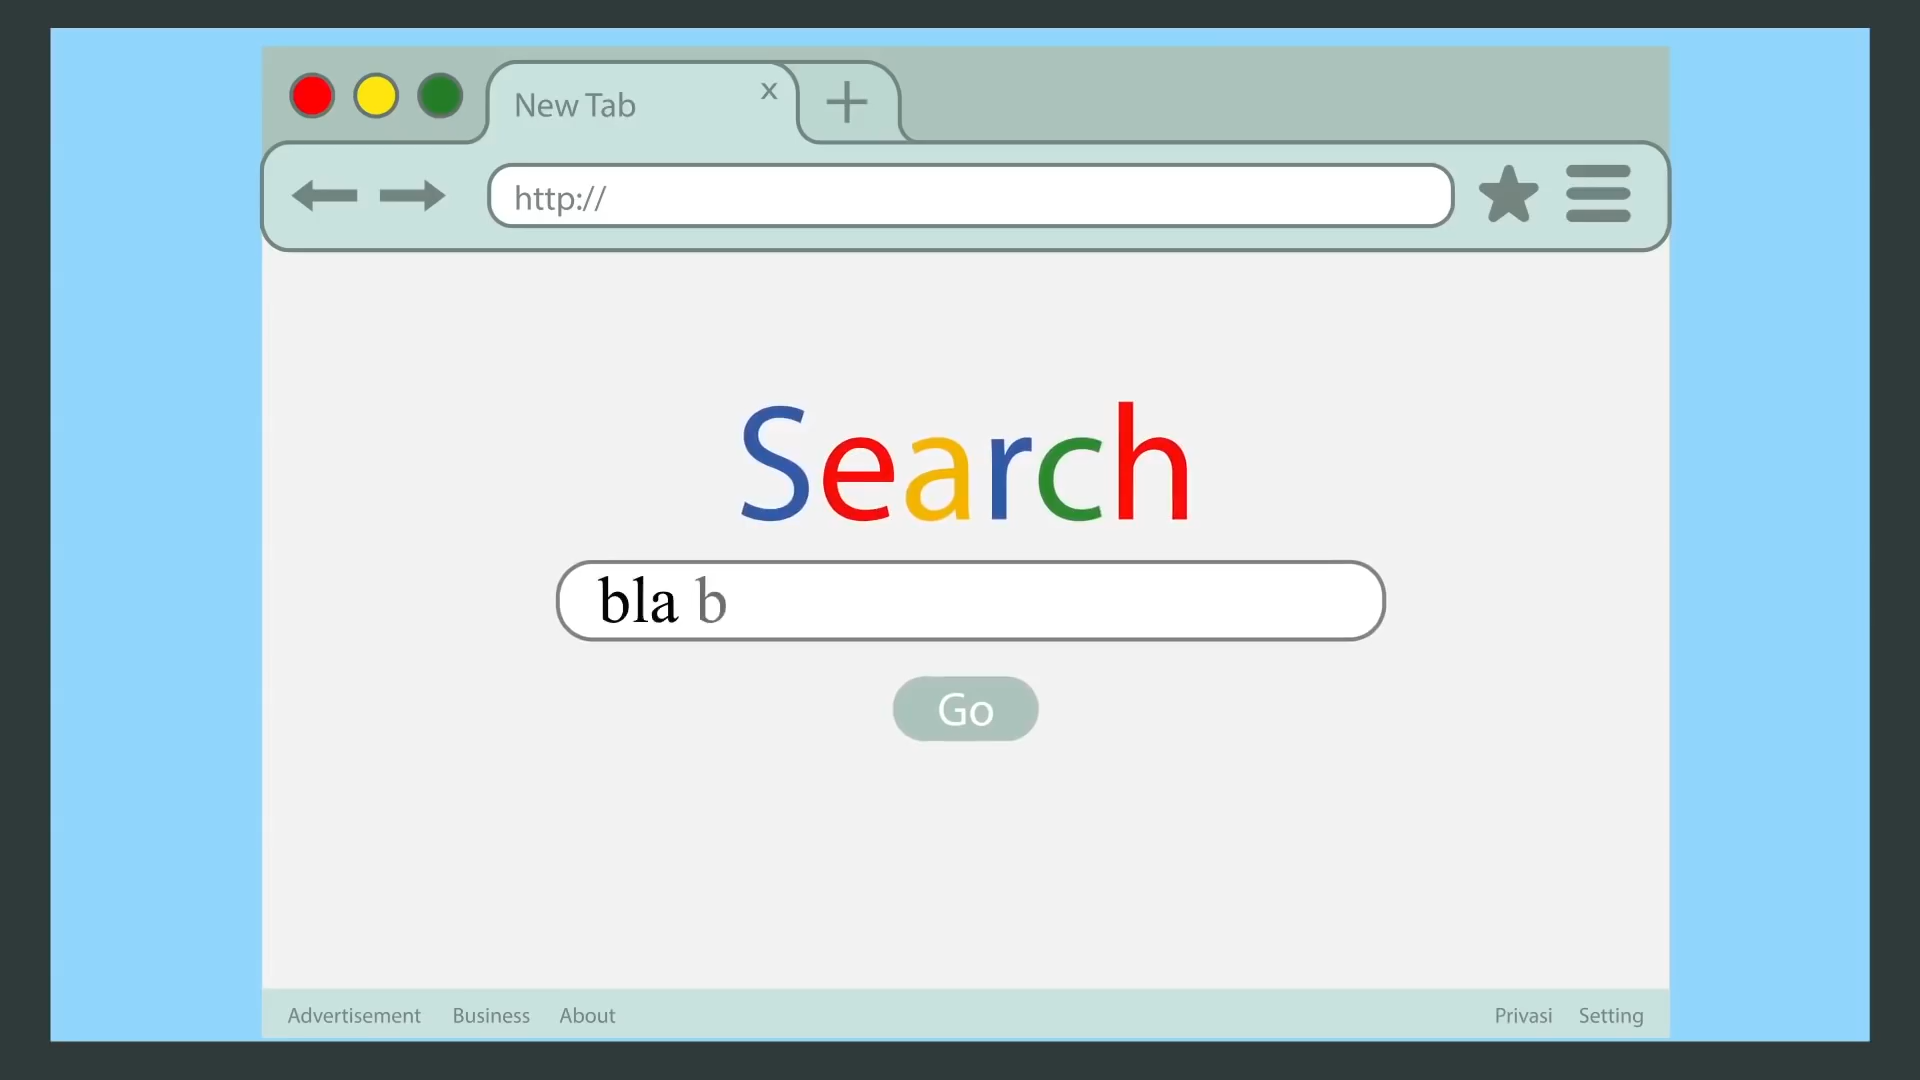 New Tab x +
http://
Search
bla b
Go
Advertisement Business About Privasi Setting